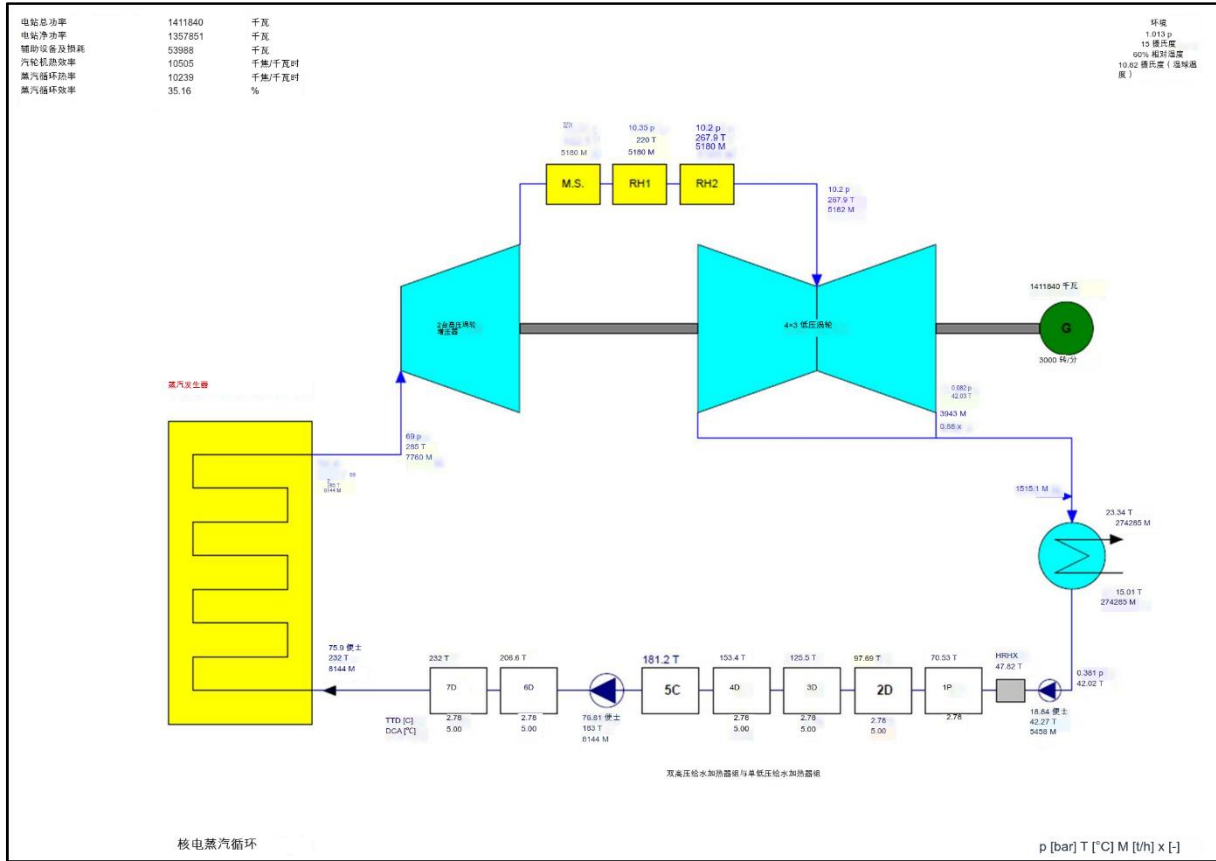 电站总功率 1411840 千瓦
电站净功率 1357851 千瓦
辅助设备及损耗 53988 千瓦
汽轮机热效率 10505 千焦/千瓦时
蒸汽循环热率 10239 千焦/千瓦时
蒸汽循环效率 35.16 %
环境
1.013 p
15 摄氏度
60% 相对湿度
10.82 摄氏度（湿球温
度）
5180 M
10.35 p
220 T
5180 M
10.2 p
267.9 T
5180 M
M.S.
RH1
RH2
10.2 p
267.9 T
5182 M
2台高压涡轮
增压器
4×3 低压涡轮
1411840 千瓦
G
3000 转/分
蒸汽发生器
69 p
285 T
7760 M
8144 M
0.082 p
42.03 T
3943 M
0.88 x
1515.1 M
23.34 T
274285 M
15.01 T
274285 M
0.381 p
42.02 T
75.9 便士
232 T
8144 M
232 T
206.6 T
181.2 T
153.4 T
125.5 T
97.69 T
70.53 T
HRHX
47.82 T
7D
6D
5C
4D
3D
2D
1P
TTD [C]
DCA [℃]
2.78
5.00
2.78
5.00
76.81 便士
183 T
8144 M
2.78
5.00
2.78
5.00
2.78
5.00
2.78
18.84 便士
42.27 T
5458 M
双高压给水加热器组与单低压给水加热器组
核电蒸汽循环
p [bar] T [°C] M [t/h] x [-]